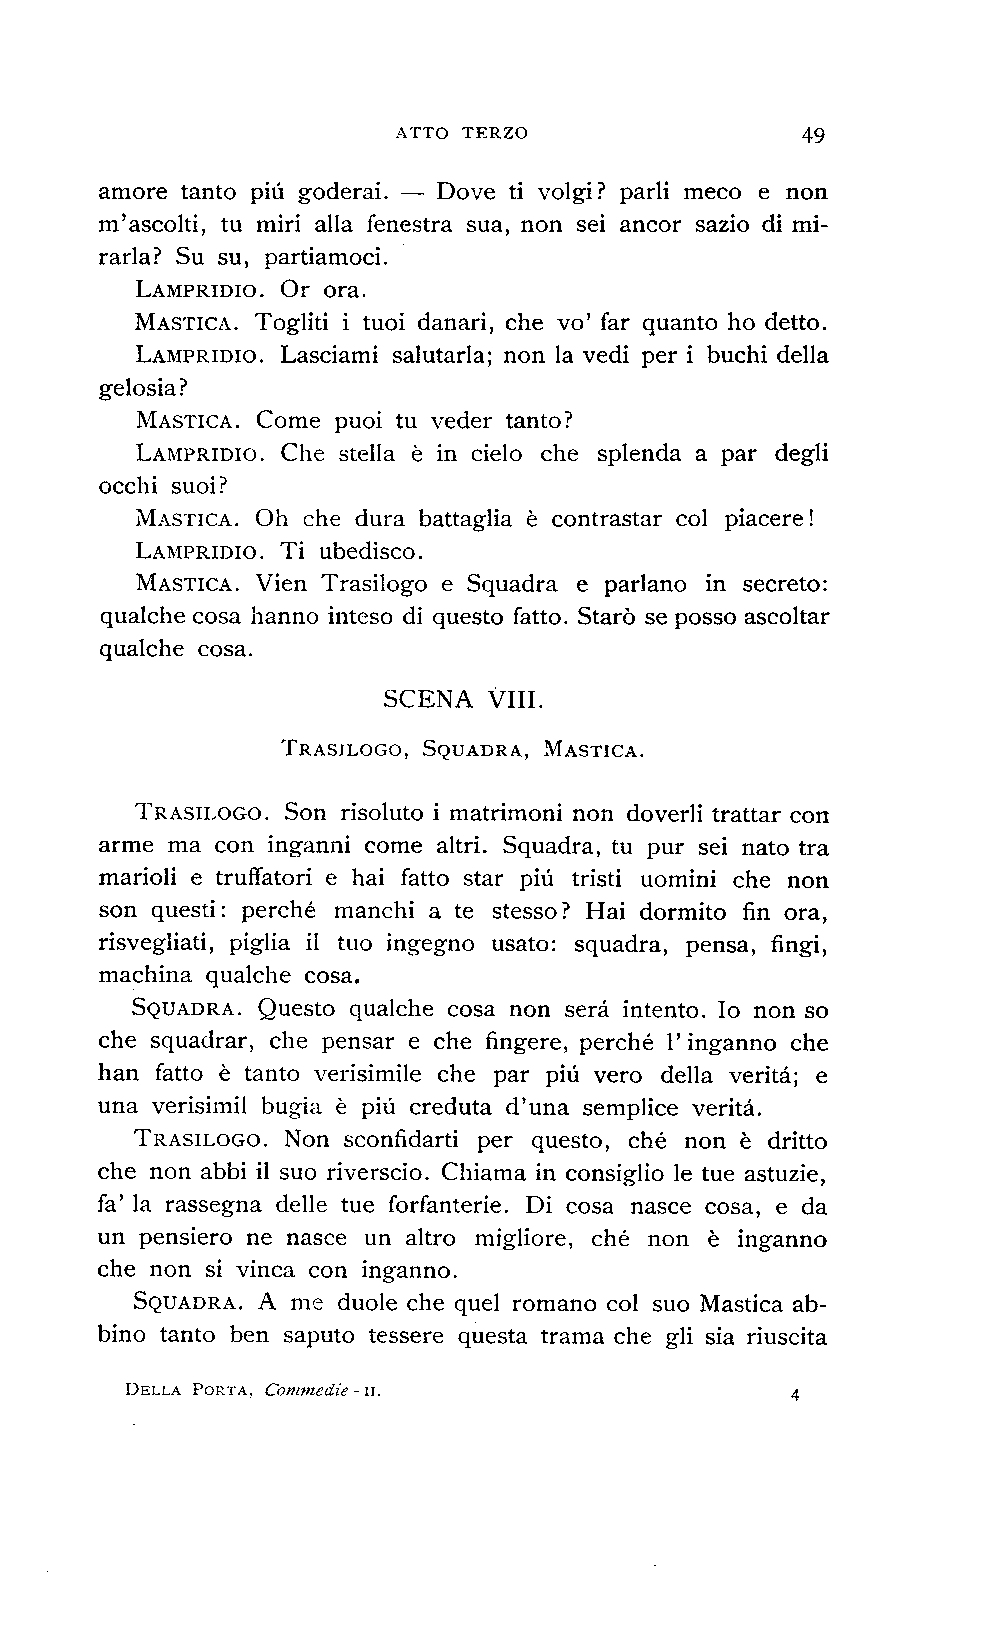 ATTO TERZO 49
amore tanto piú goderai. — Dove ti volgi? parli meco e non
m'ascolti, tu miri alla fenestra sua, non sei ancor sazio di mi-
rarla? Su su, partiamoci.
LAMPRIDIO. Or ora.
MASTICA. Togliti i tuoi danari, che vo' far quanto ho detto.
LAMPRIDIO. Lasciami salutarla; non la vedi per i buchi della
gelosia?
MASTICA. Come puoi tu veder tanto?
LAMPRIDIO. Che stella è in cielo che splenda a par degli
occhi suoi?
MASTICA. Oh che dura battaglia è contrastar col piacere!
LAMPRIDIO. Ti ubedisco.
MASTICA. Vien Trasilogo e Squadra e parlano in secreto:
qualche cosa hanno inteso di questo fatto. Starò se posso ascoltar
qualche cosa.
SCENA VIII.
TRASILOGO, SQUADRA, MASTICA.
TRASILOGO. Son risoluto i matrimoni non doverli trattar con
arme ma con inganni come altri. Squadra, tu pur sei nato tra
marioli e truffatori e hai fatto star piú tristi uomini che non
son questi: perché manchi a te stesso? Hai dormito fin ora,
risvegliati, piglia il tuo ingegno usato: squadra, pensa, fingi,
machina qualche cosa.
SQUADRA. Questo qualche cosa non será intento. Io non so
che squadrar, che pensar e che fingere, perché l'inganno che
han fatto è tanto verisimile che par piú vero della veritá; e
una verisimil bugia è piú creduta d'una semplice veritá.
TRASILOGO. Non sconfidarti per questo, ché non è dritto
che non abbi il suo riverscio. Chiama in consiglio le tue astuzie,
fa' la rassegna delle tue forfanterie. Di cosa nasce cosa, e da
un pensiero ne nasce un altro migliore, ché non è inganno
che non si vinca con inganno.
SQUADRA. A me duole che quel romano col suo Mastica ab-
bino tanto ben saputo tessere questa trama che gli sia riuscita
DELLA PORTA, Commedie - II. 4